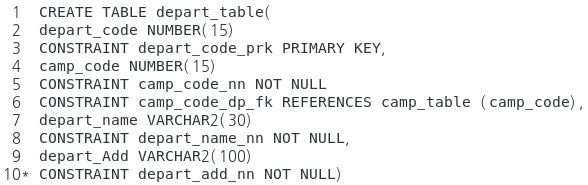 1 CREATE TABLE depart_table(
2 depart_code NUMBER(15)
3 CONSTRAINT depart_code_prk PRIMARY KEY,
4 camp_code NUMBER(15)
5 CONSTRAINT camp_code_nn NOT NULL
6 CONSTRAINT camp_code_dp_fk REFERENCES camp_table (camp_code),
7 depart_name VARCHAR2(30)
8 CONSTRAINT depart_name_nn NOT NULL,
9 depart_Add VARCHAR2(100)
10* CONSTRAINT depart_add_nn NOT NULL)